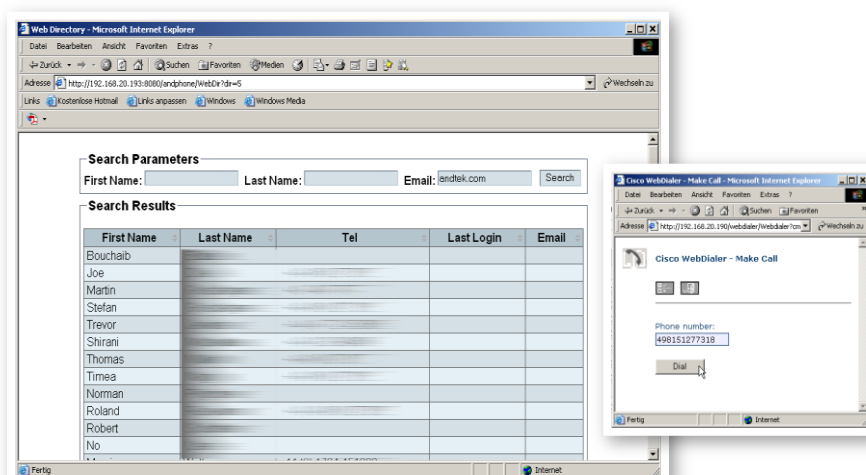 Web Directory - Microsoft Internet Explorer
Datei Bearbeiten Ansicht Favoriten Extras ?
Zurück Suchen Favoriten Medien
Adresse http://192.168.20.193:8080/andphone/WebDir?dir=5 Wechseln zu
Links Kostenlose Hotmail Links anpassen Windows Windows Media
Search Parameters
First Name: Last Name: Email: andtek.com Search
Search Results
First Name Last Name Tel Last Login Email
Bouchaib
Joe
Martin
Stefan
Trevor
Shirani
Thomas
Timea
Norman
Roland
Robert
No
Fertig Internet
Cisco WebDialer - Make Call - Microsoft Internet Explorer
Datei Bearbeiten Ansicht Favoriten Extras ?
Zurück Suchen Favoriten
Adresse http://192.168.20.190/webdialer/Webdialer?cm Wechseln zu
Cisco WebDialer - Make Call
Phone number:
498151277318
Dial
Fertig Internet